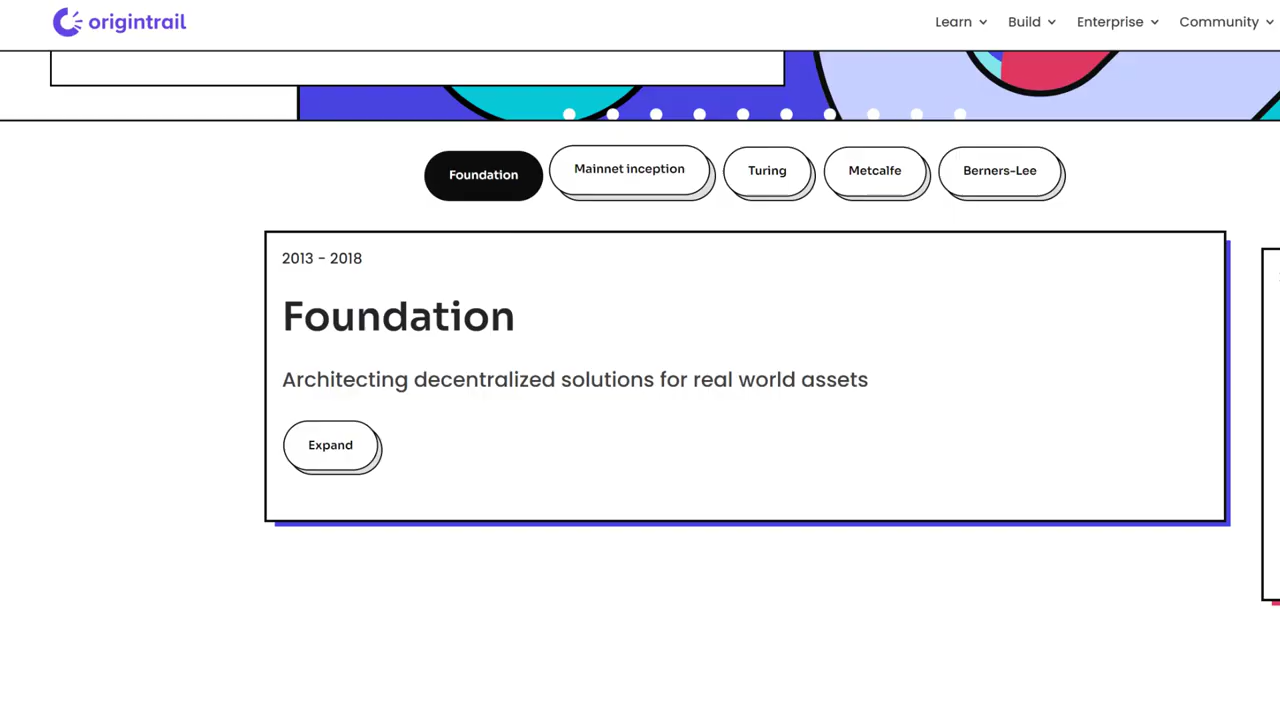 origintrail
Learn Build Enterprise Community
Foundation Mainnet inception Turing Metcalfe Berners-Lee
2013 - 2018
Foundation
Architecting decentralized solutions for real world assets
Expand